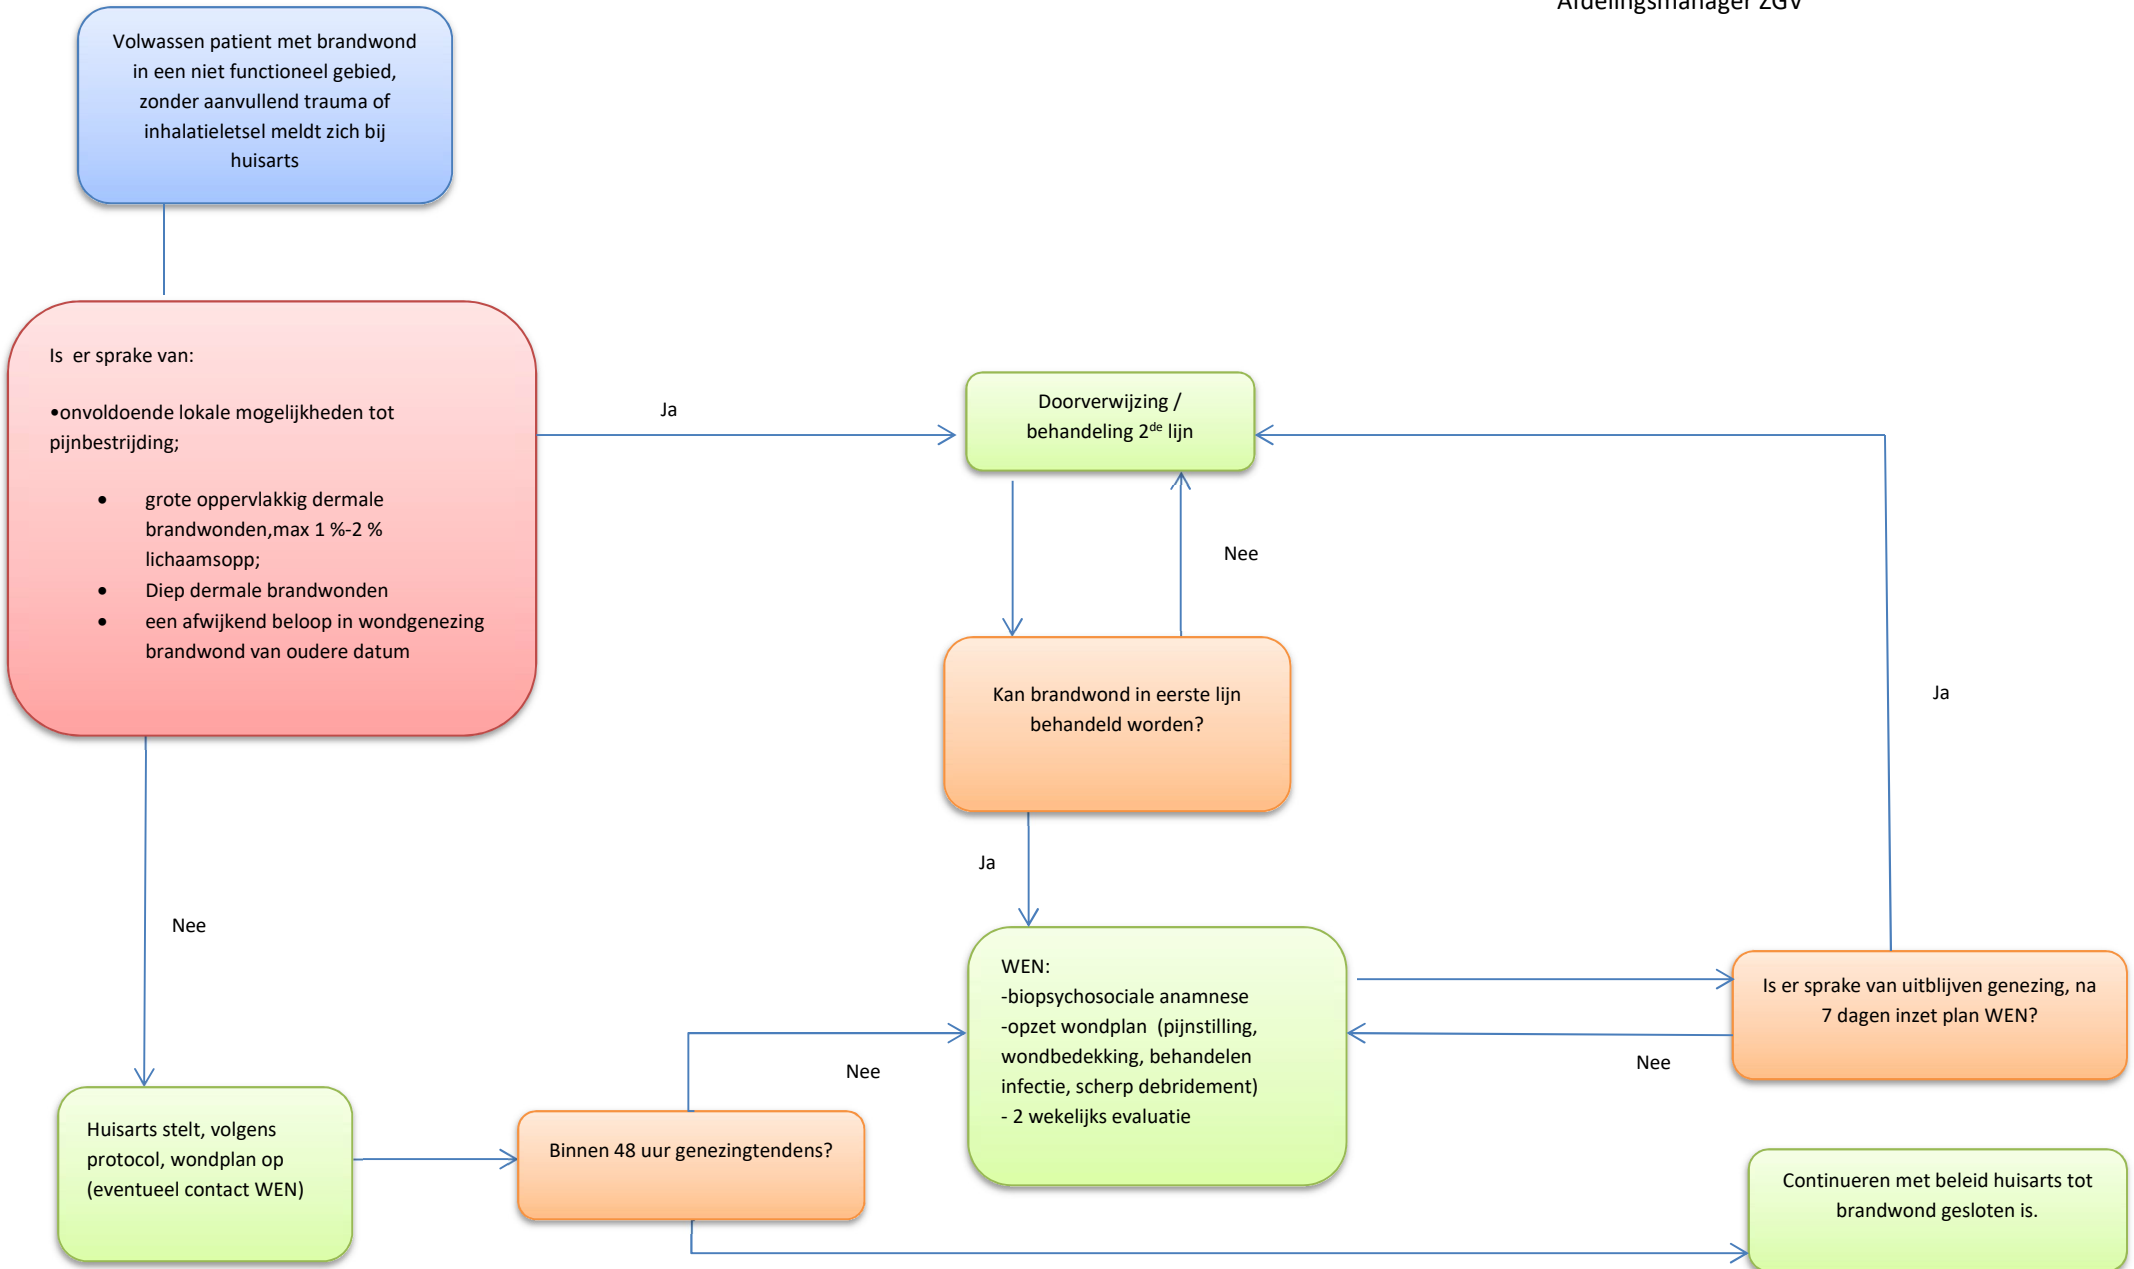 Afdelingsmanager ZGV
Volwassen patient met brandwond
in een niet functioneel gebied,
zonder aanvullend trauma of
inhalatieletsel meldt zich bij
huisarts
Is er sprake van:
•onvoldoende lokale mogelijkheden tot
pijnbestrijding;
• grote oppervlakkig dermale
brandwonden,max 1 %-2 %
lichaamsopp;
• Diep dermale brandwonden
• een afwijkend beloop in wondgenezing
brandwond van oudere datum
Ja
Doorverwijzing /
behandeling 2de lijn
Nee
Kan brandwond in eerste lijn
behandeld worden?
Ja
Ja
Nee
WEN:
-biopsychosociale anamnese
-opzet wondplan (pijnstilling,
wondbedekking, behandelen
infectie, scherp debridement)
- 2 wekelijks evaluatie
Is er sprake van uitblijven genezing, na
7 dagen inzet plan WEN?
Nee
Nee
Huisarts stelt, volgens
protocol, wondplan op
(eventueel contact WEN)
Binnen 48 uur genezingtendens?
Continueren met beleid huisarts tot
brandwond gesloten is.